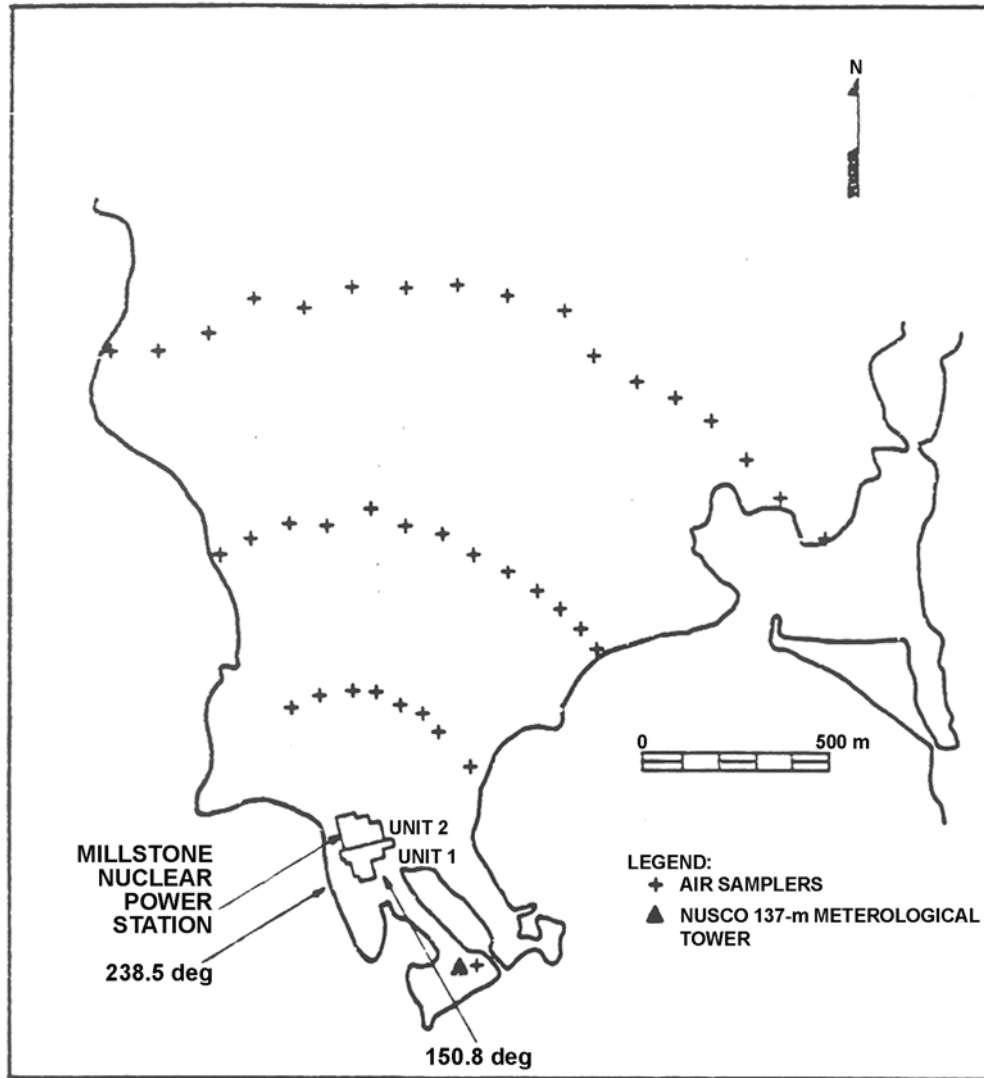 N
0 500 m
UNIT 2
UNIT 1
MILLSTONE
NUCLEAR
POWER
STATION
238.5 deg
150.8 deg
LEGEND:
AIR SAMPLERS
NUSCO 137-m METEROLOGICAL
TOWER